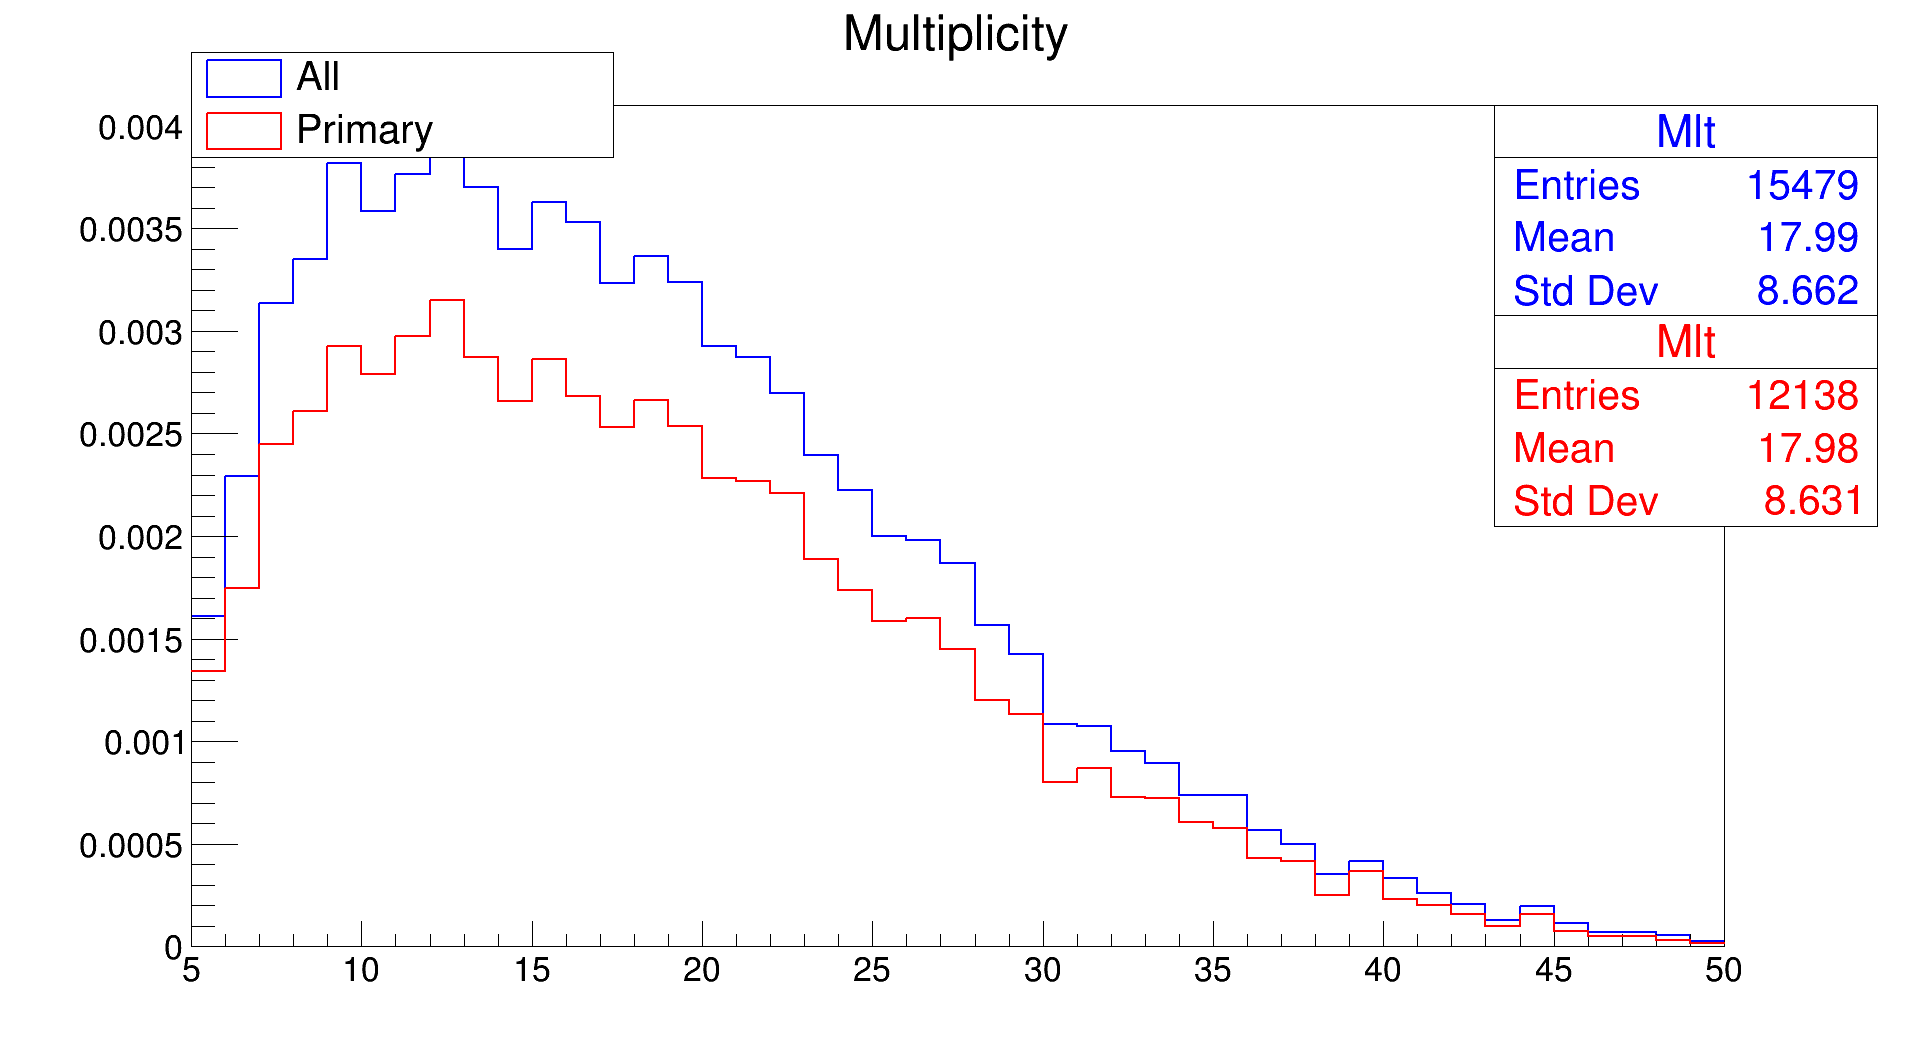 Multiplicity
All
Primary
0.004
0.0035
0.003
0.0025
0.002
0.0015
0.001
0.0005
0
5 10 15 20 25 30 35 40 45 50
Mlt
Entries 15479
Mean 17.99
Std Dev 8.662
Mlt
Entries 12138
Mean 17.98
Std Dev 8.631